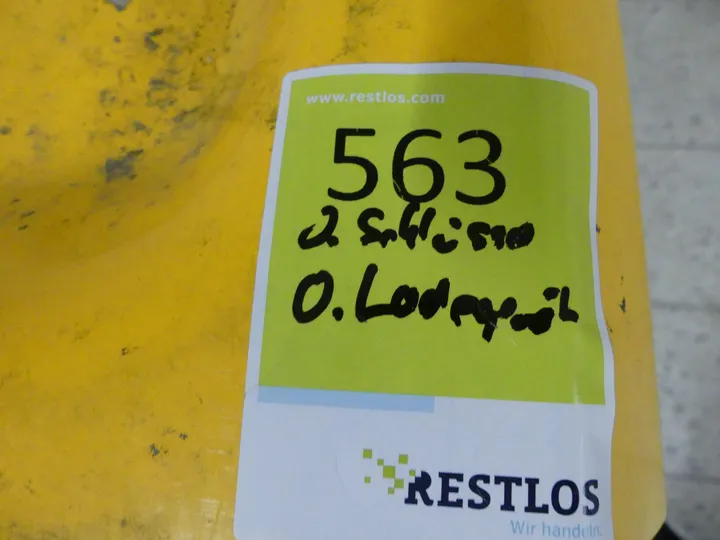 www.restlos.com
563
O. Ladegerät
RESTLOS
Wir handeln.